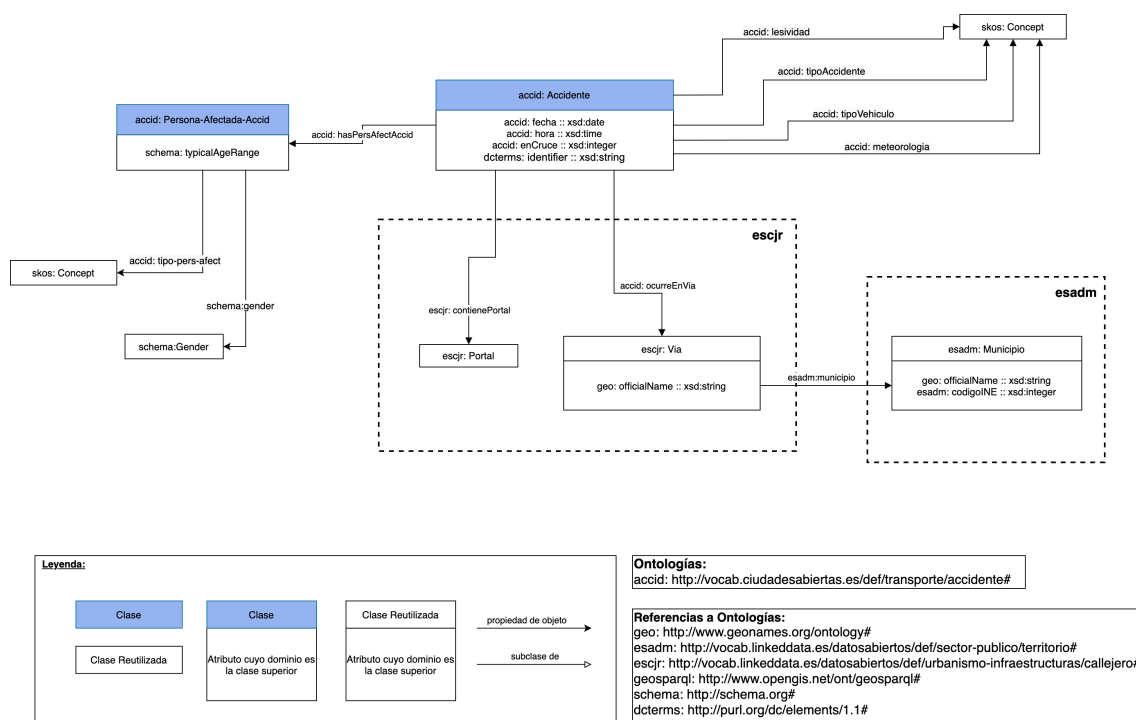 accid: lesividad
skos: Concept
accid: tipoAccidente
accid: Accidente
accid: Persona-Afectada-Accid
accid: tipoVehiculo
accid: fecha :: xsd:date
accid: hora :: xsd:time
accid: enCruce :: xsd:integer
dcterms: identifier :: xsd:string
accid: hasPersAfectAccid
schema: typicalAgeRange
accid: meteorologia
escjr
accid: tipo-pers-afect
skos: Concept
accid: ocurreEnVia
esadm
schema:gender
escjr: contienePortal
schema:Gender
escjr: Portal
escjr: Via
esadm: Municipio
geo: officialName :: xsd:string
esadm:municipio
geo: officialName :: xsd:string
esadm: codigoINE :: xsd:integer
Leyenda:
Clase
Clase
Clase Reutilizada
propiedad de objeto
Clase Reutilizada
Atributo cuyo dominio es
la clase superior
Atributo cuyo dominio es
la clase superior
subclase de
Ontologías:
accid: http://vocab.ciudadesabiertas.es/def/transporte/accidente#
Referencias a Ontologías:
geo: http://www.geonames.org/ontology#
esadm: http://vocab.linkeddata.es/datosabiertos/def/sector-publico/territorio#
escjr: http://vocab.linkeddata.es/datosabiertos/def/urbanismo-infraestructuras/callejero#
geosparql: http://www.opengis.net/ont/geosparql#
schema: http://schema.org#
dcterms: http://purl.org/dc/elements/1.1#